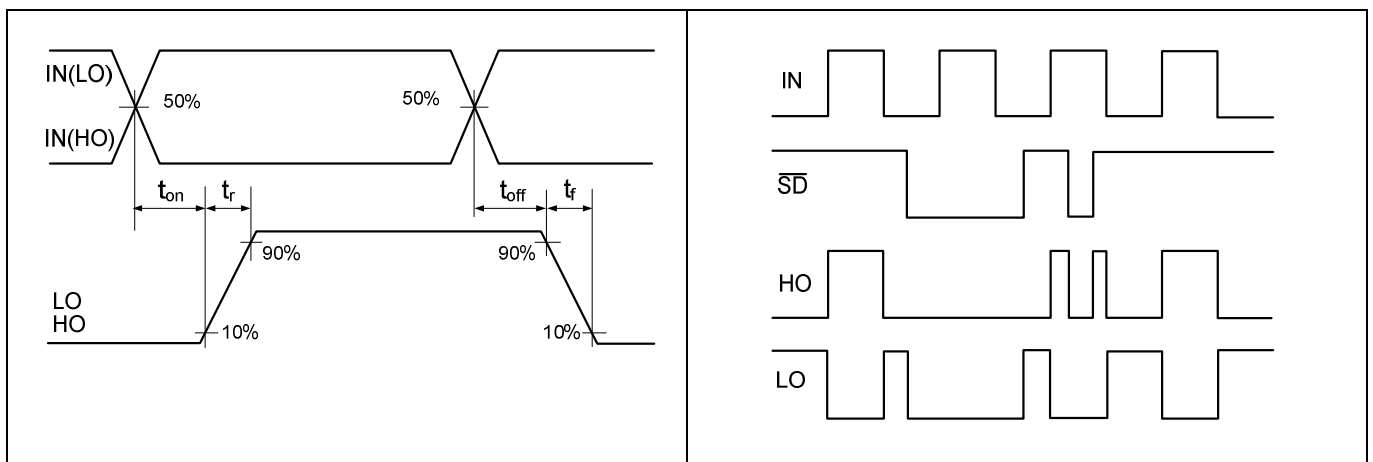 IN(LO)
50%
50%
IN(HO)
ton
tr
toff
tf
90%
90%
LO
HO
10%
10%
IN
SD
HO
LO